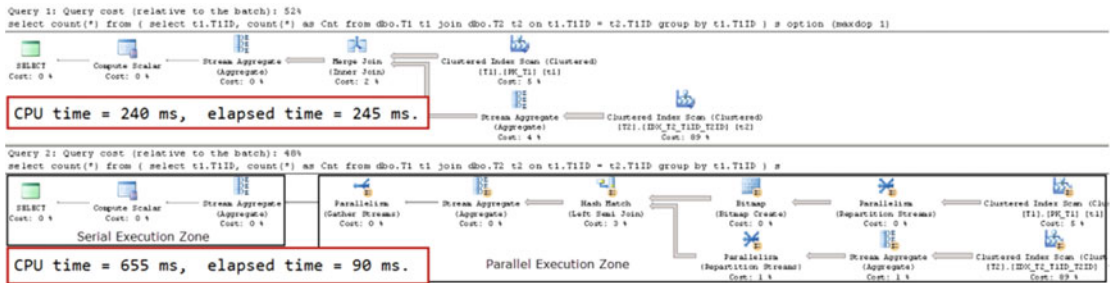 Query 1: Query cost (relative to the batch): 52%
select count(*) from ( select t1.T1ID, count(*) as Cnt from dbo.T1 t1 join dbo.T2 t2 on t1.T1ID = t2.T1ID group by t1.T1ID ) s option (maxdop 1)
SELECT
Cost: 0 %
Compute Scalar
Cost: 0 %
Stream Aggregate
(Aggregate)
Cost: 0 %
Merge Join
(Inner Join)
Cost: 2 %
Clustered Index Scan (Clustered)
[T1].[PK_T1] [t1]
Cost: 5 %
CPU time = 240 ms, elapsed time = 245 ms.
Stream Aggregate
(Aggregate)
Cost: 4 %
Clustered Index Scan (Clustered)
[T2].[IDX_T2_T1ID_T2ID] [t2]
Cost: 89 %
Query 2: Query cost (relative to the batch): 48%
select count(*) from ( select t1.T1ID, count(*) as Cnt from dbo.T1 t1 join dbo.T2 t2 on t1.T1ID = t2.T1ID group by t1.T1ID ) s
SELECT
Cost: 0 %
Compute Scalar
Cost: 0 %
Stream Aggregate
(Aggregate)
Cost: 0 %
Serial Execution Zone
Parallelism
(Gather Streams)
Cost: 0 %
Stream Aggregate
(Aggregate)
Cost: 0 %
Hash Match
(Left Semi Join)
Cost: 3 %
Bitmap
(Bitmap Create)
Cost: 0 %
Parallelism
(Repartition Streams)
Cost: 0 %
Clustered Index Scan (Clu
[T1].[PK_T1] [t1]
Cost: 5 %
CPU time = 655 ms, elapsed time = 90 ms.
Parallel Execution Zone
Parallelism
(Repartition Streams)
Cost: 1 %
Stream Aggregate
(Aggregate)
Cost: 1 %
Clustered Index Scan (Clu
[T2].[IDX_T2_T1ID_T2ID]
Cost: 89 %